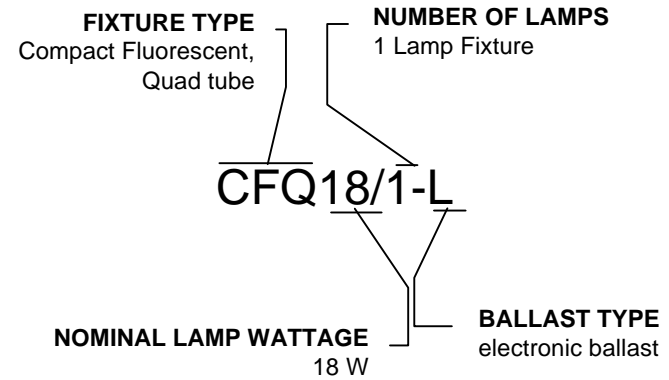 FIXTURE TYPE
Compact Fluorescent,
Quad tube
NUMBER OF LAMPS
1 Lamp Fixture
CFQ18/1-L
NOMINAL LAMP WATTAGE
18 W
BALLAST TYPE
electronic ballast